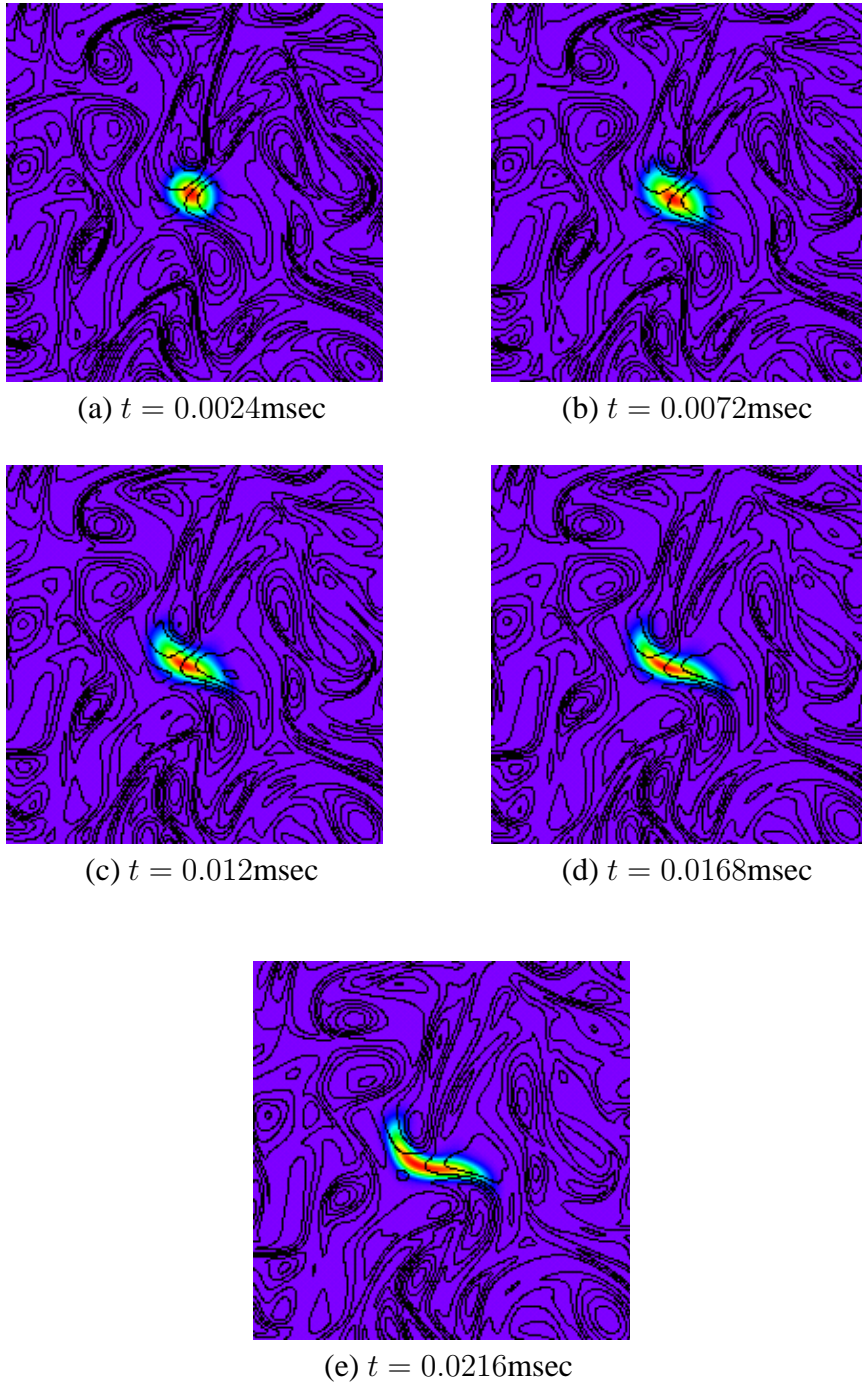 (a) t = 0.0024msec
(b) t = 0.0072msec
(c) t = 0.012msec
(d) t = 0.0168msec
(e) t = 0.0216msec